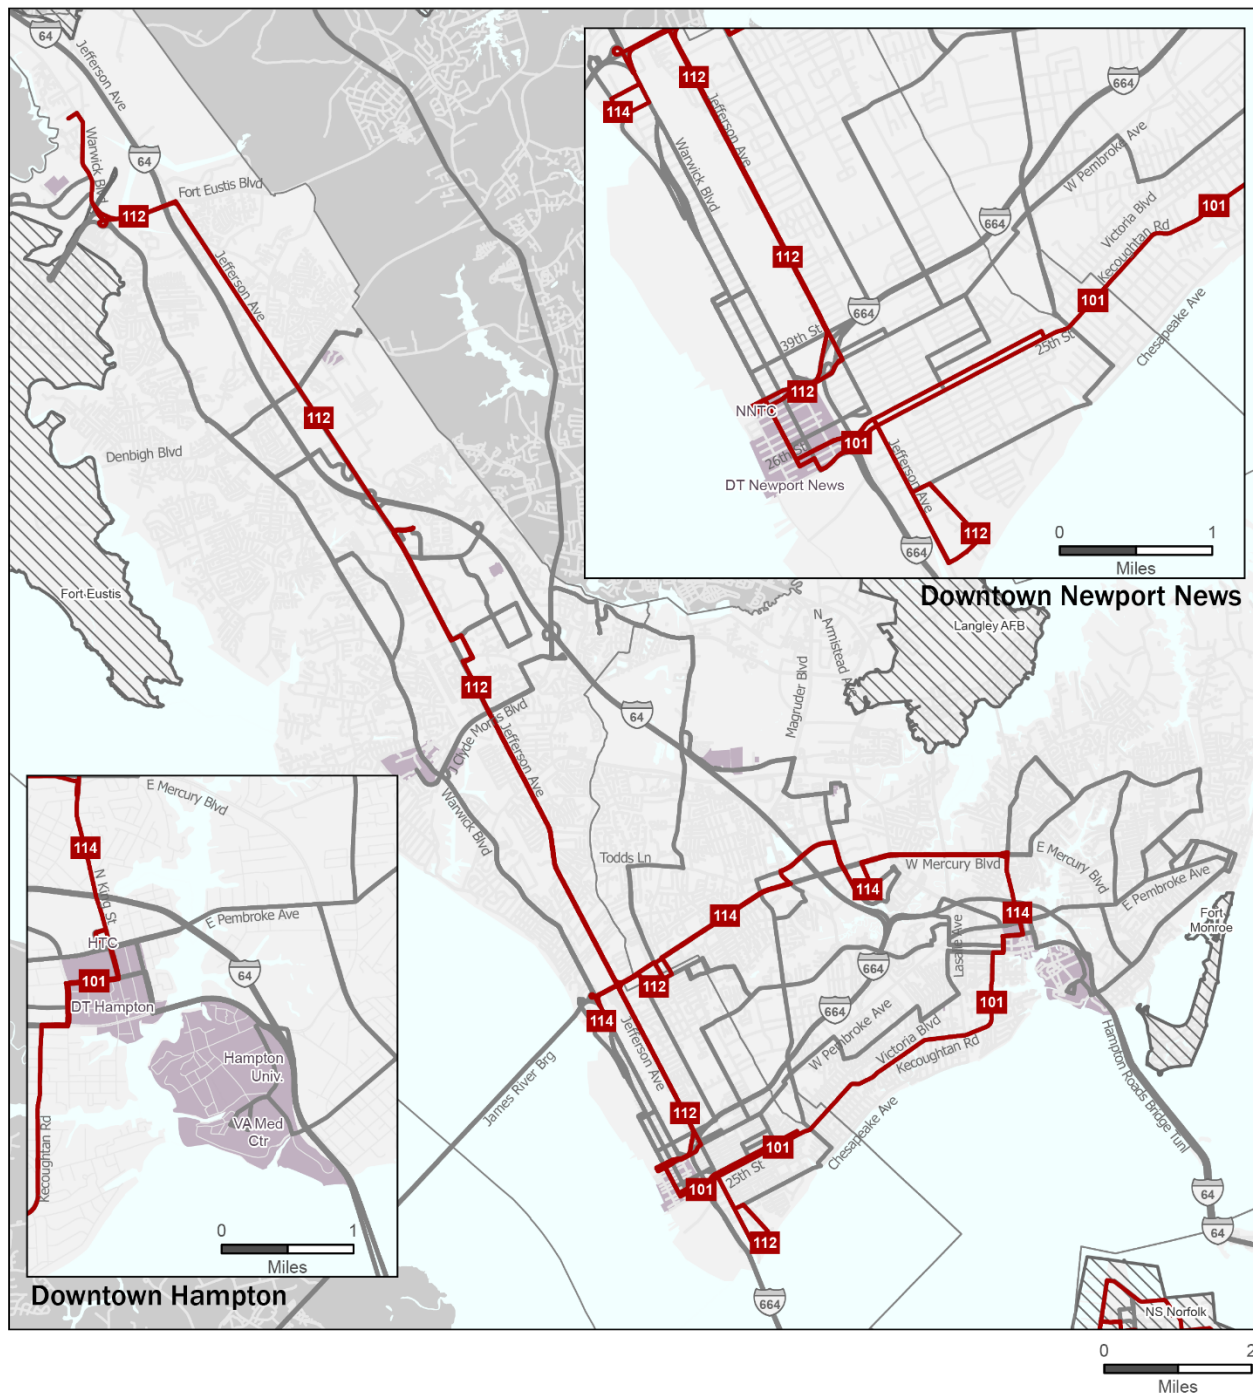 64
Jefferson Ave
64
Warwick Blvd
Fort Eustis Blvd
112
Jefferson Ave
112
Denbigh Blvd
Fort Eustis
112
J Clyde Morris Blvd
Jefferson Ave
Warwick Blvd
64
Magruder Blvd
N Armistead Ave
Langley AFB
Todds Ln
W Mercury Blvd
E Mercury Blvd
E Pembroke Ave
114
114
114
Fort
Monroe
Lasalle Ave
664
112
114
101
664
W Pembroke Ave
Victoria Blvd
Kecoughtan Rd
Jefferson Ave
James River Brg
Hampton Roads Bridge Tunl
112
101
Chesapeake Ave
25th St
101
112
64
64
664
NS Norfolk
0 2
Miles
112
664
114
Jefferson Ave
Warwick Blvd
W Pembroke Ave
101
664
Victoria Blvd
Kecoughtan Rd
112
101
664
39th St
25th St
Chesapeake Ave
112
NNTC
101
26th St
Jefferson Ave
DT Newport News
112
664
0 1
Miles
Downtown Newport News
E Mercury Blvd
114
N King St
E Pembroke Ave
HTC
64
101
DT Hampton
Hampton
Univ.
VA Med
Ctr
Kecoughtan Rd
0 1
Miles
Downtown Hampton